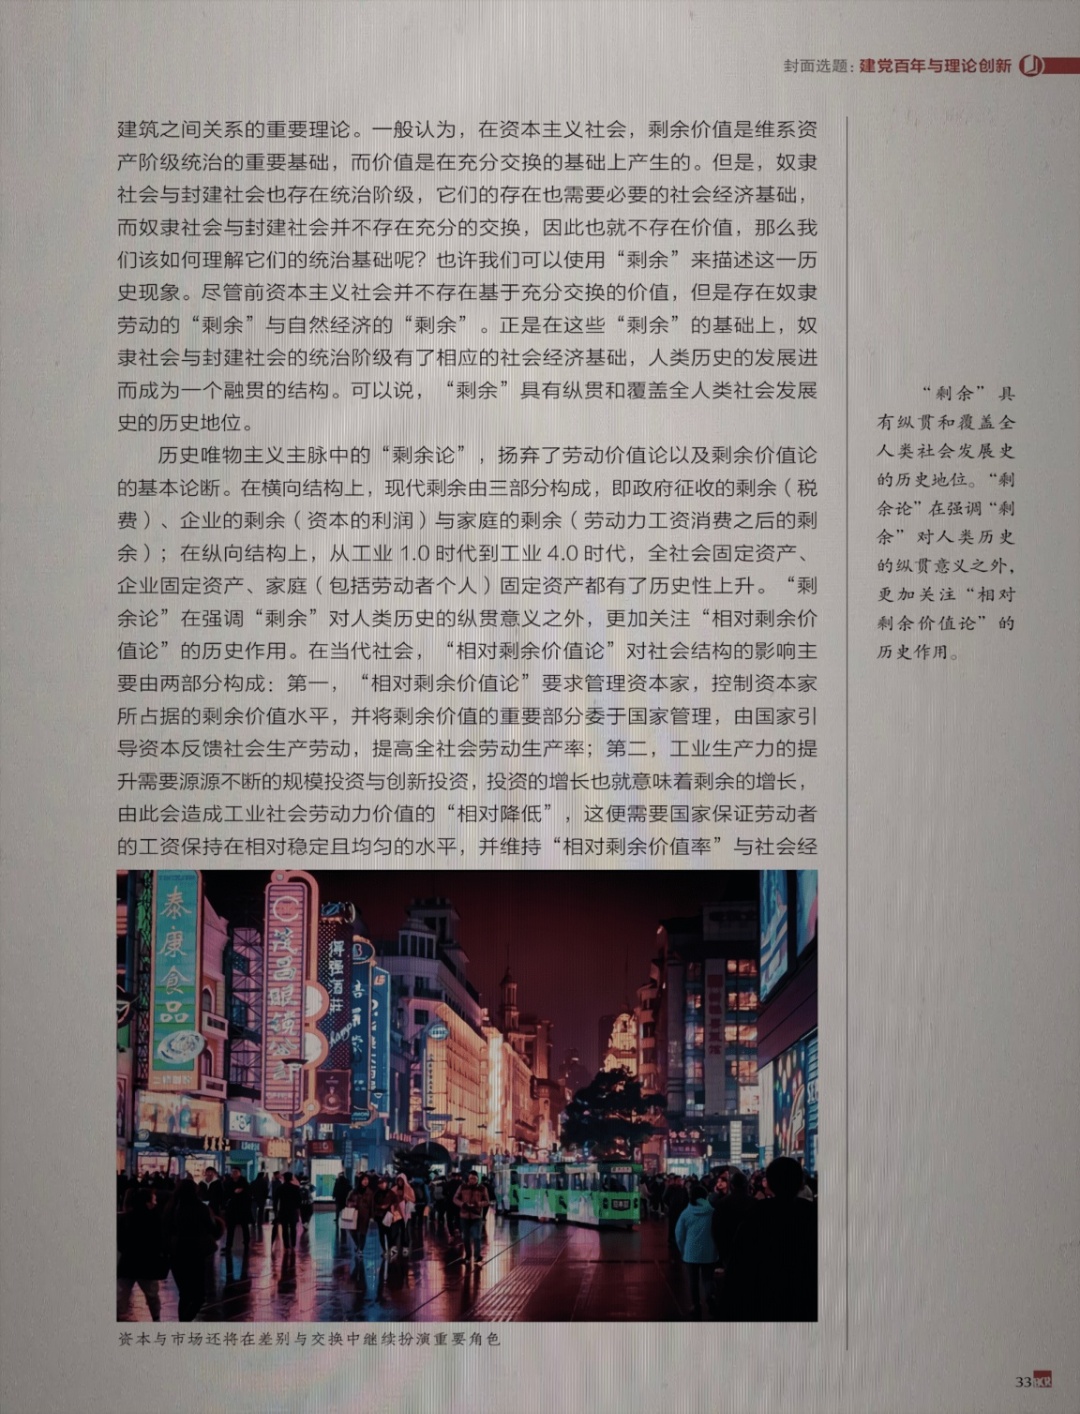 封面选题：建党百年与理论创新
建筑之间关系的重要理论。一般认为，在资本主义社会，剩余价值是维系资
产阶级统治的重要基础，而价值是在充分交换的基础上产生的。但是，奴隶
社会与封建社会也存在统治阶级，它们的存在也需要必要的社会经济基础，
而奴隶社会与封建社会并不存在充分的交换，因此也就不存在价值，那么我
们该如何理解它们的统治基础呢？也许我们可以使用“剩余”来描述这一历
史现象。尽管前资本主义社会并不存在基于充分交换的价值，但是存在奴隶
劳动的“剩余”与自然经济的“剩余”。正是在这些“剩余”的基础上，奴
隶社会与封建社会的统治阶级有了相应的社会经济基础，人类历史的发展进
而成为一个融贯的结构。可以说，“剩余”具有纵贯和覆盖全人类社会发展
史的历史地位。
历史唯物主义主脉中的“剩余论”，扬弃了劳动价值论以及剩余价值论
的基本论断。在横向结构上，现代剩余由三部分构成，即政府征收的剩余（税
费）、企业的剩余（资本的利润）与家庭的剩余（劳动力工资消费之后的剩
余）；在纵向结构上，从工业 1.0 时代到工业 4.0 时代，全社会固定资产、
企业固定资产、家庭（包括劳动者个人）固定资产都有了历史性上升。“剩
余论”在强调“剩余”对人类历史的纵贯意义之外，更加关注“相对剩余价
值论”的历史作用。在当代社会，“相对剩余价值论”对社会结构的影响主
要由两部分构成：第一，“相对剩余价值论”要求管理资本家，控制资本家
所占据的剩余价值水平，并将剩余价值的重要部分委于国家管理，由国家引
导资本反馈社会生产劳动，提高全社会劳动生产率；第二，工业生产力的提
升需要源源不断的规模投资与创新投资，投资的增长也就意味着剩余的增长，
由此会造成工业社会劳动力价值的“相对降低”，这便需要国家保证劳动者
的工资保持在相对稳定且均匀的水平，并维持“相对剩余价值率”与社会经
“剩余”具
有纵贯和覆盖全
人类社会发展史
的历史地位。“剩
余论”在强调“剩
余”对人类历史
的纵贯意义之外，
更加关注“相对
剩余价值论”的
历史作用。
泰康食品
茂昌眼镜公司
得强酒莊
资本与市场还将在差别与交换中继续扮演重要角色
33